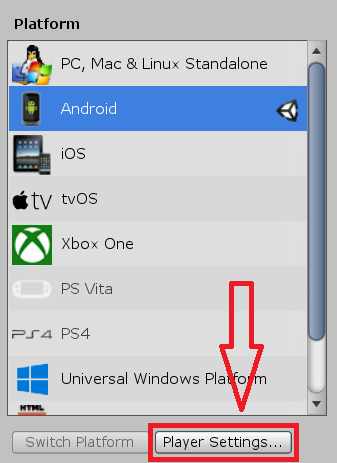 Platform
PC, Mac & Linux Standalone
Android
iOS
tv tvOS
Xbox One
PS Vita
PS4 PS4
Universal Windows Platform
HTML
Switch Platform Player Settings...